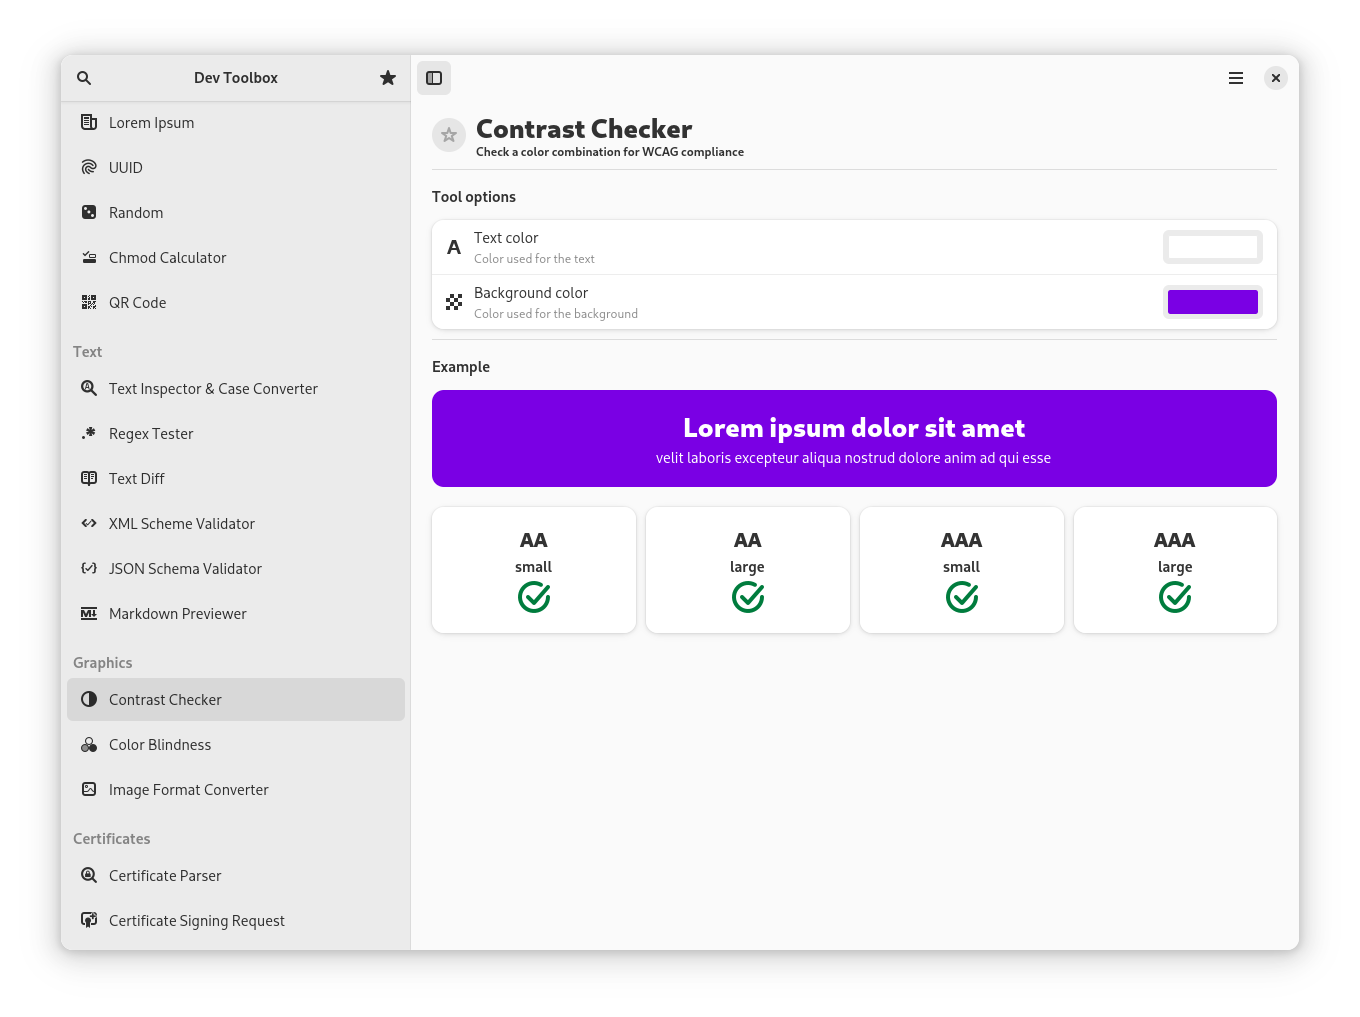 Dev Toolbox
Lorem Ipsum
UUID
Random
Chmod Calculator
QR Code
Text
Text Inspector & Case Converter
Regex Tester
Text Diff
XML Scheme Validator
JSON Schema Validator
Markdown Previewer
Graphics
Contrast Checker
Color Blindness
Image Format Converter
Certificates
Certificate Parser
Certificate Signing Request
Contrast Checker
Check a color combination for WCAG compliance
Tool options
A
Text color
Color used for the text
Background color
Color used for the background
Example
Lorem ipsum dolor sit amet
velit laboris excepteur aliqua nostrud dolore anim ad qui esse
AA
small
AA
large
AAA
small
AAA
large